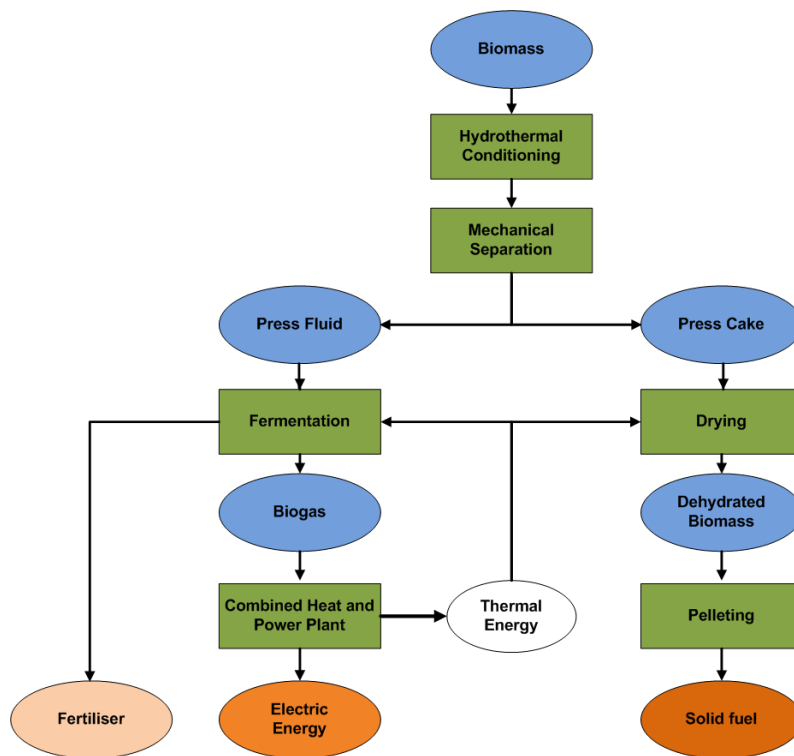 Biomass
Hydrothermal
Conditioning
Mechanical
Separation
Press Fluid
Press Cake
Fermentation
Drying
Biogas
Dehydrated
Biomass
Combined Heat and
Power Plant
Thermal
Energy
Pelleting
Fertiliser
Electric
Energy
Solid fuel